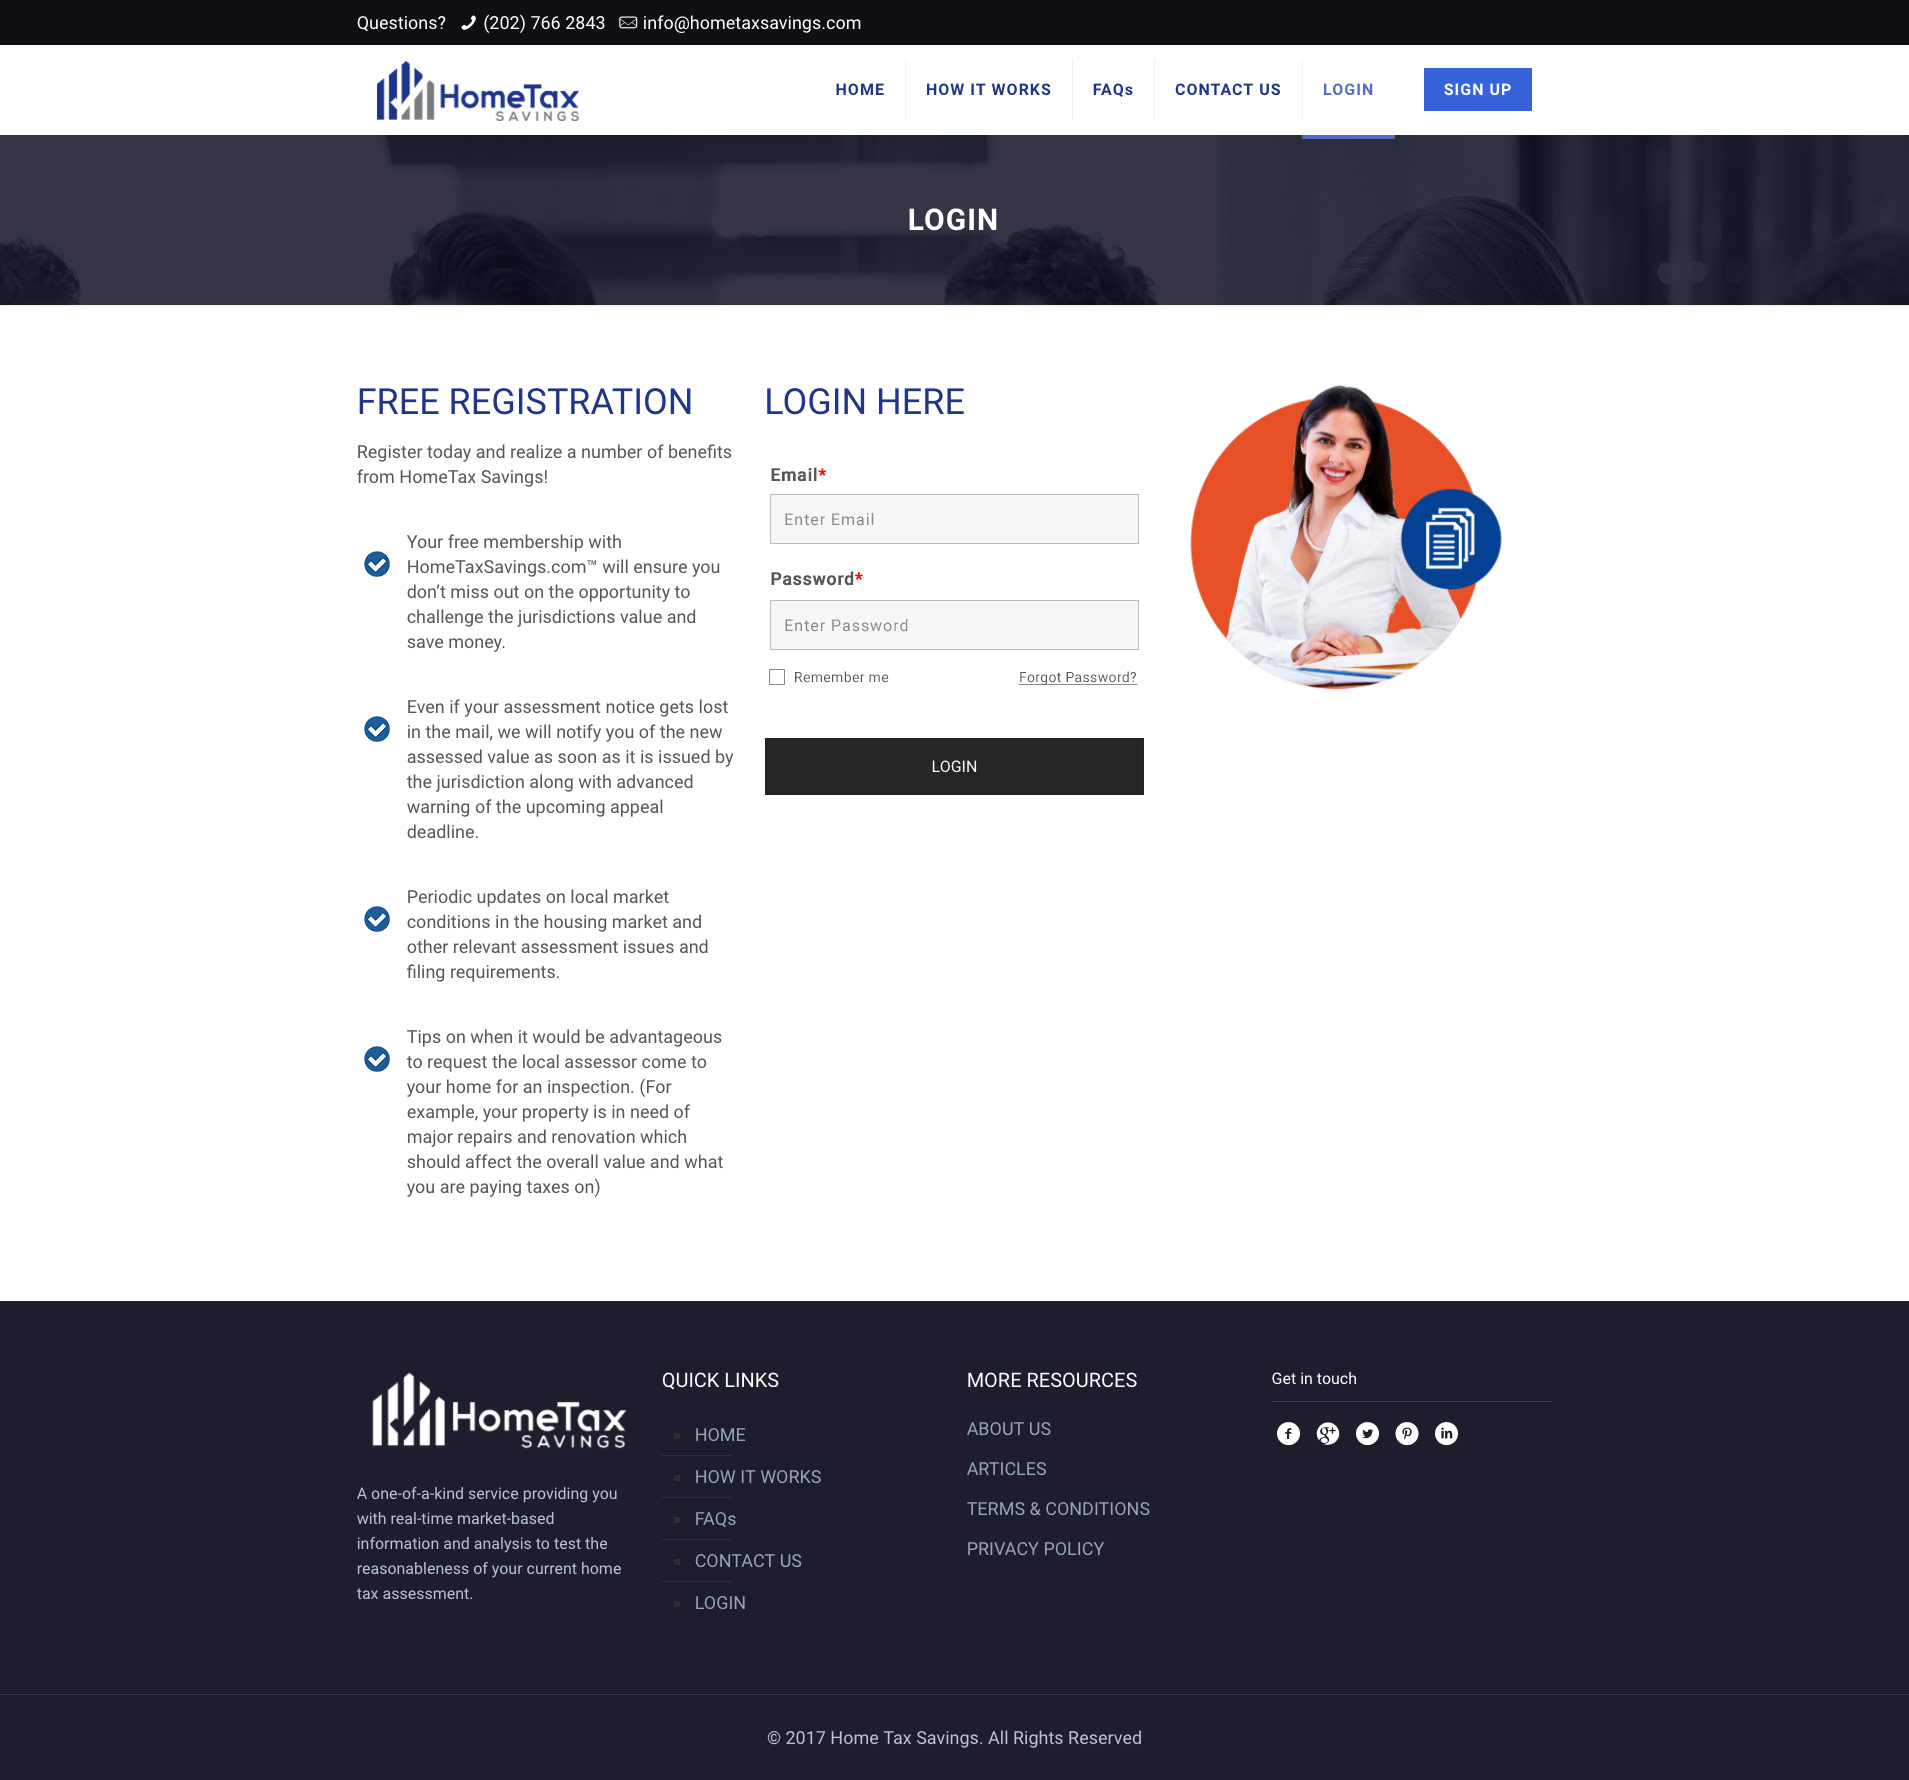 Questions? (202) 766 2843 info@hometaxsavings.com
HomeTax
SAVINGS
HOME HOW IT WORKS FAQs CONTACT US LOGIN SIGN UP
LOGIN
FREE REGISTRATION
Register today and realize a number of benefits
from HomeTax Savings!
Your free membership with
HomeTaxSavings.com™ will ensure you
don’t miss out on the opportunity to
challenge the jurisdictions value and
save money.
Even if your assessment notice gets lost
in the mail, we will notify you of the new
assessed value as soon as it is issued by
the jurisdiction along with advanced
warning of the upcoming appeal
deadline.
Periodic updates on local market
conditions in the housing market and
other relevant assessment issues and
filing requirements.
Tips on when it would be advantageous
to request the local assessor come to
your home for an inspection. (For
example, your property is in need of
major repairs and renovation which
should affect the overall value and what
you are paying taxes on)
LOGIN HERE
Email*
Enter Email
Password*
Enter Password
Remember me Forgot Password?
LOGIN
HomeTax
SAVINGS
A one-of-a-kind service providing you
with real-time market-based
information and analysis to test the
reasonableness of your current home
tax assessment.
QUICK LINKS
HOME
HOW IT WORKS
FAQs
CONTACT US
LOGIN
MORE RESOURCES
ABOUT US
ARTICLES
TERMS & CONDITIONS
PRIVACY POLICY
Get in touch
© 2017 Home Tax Savings. All Rights Reserved